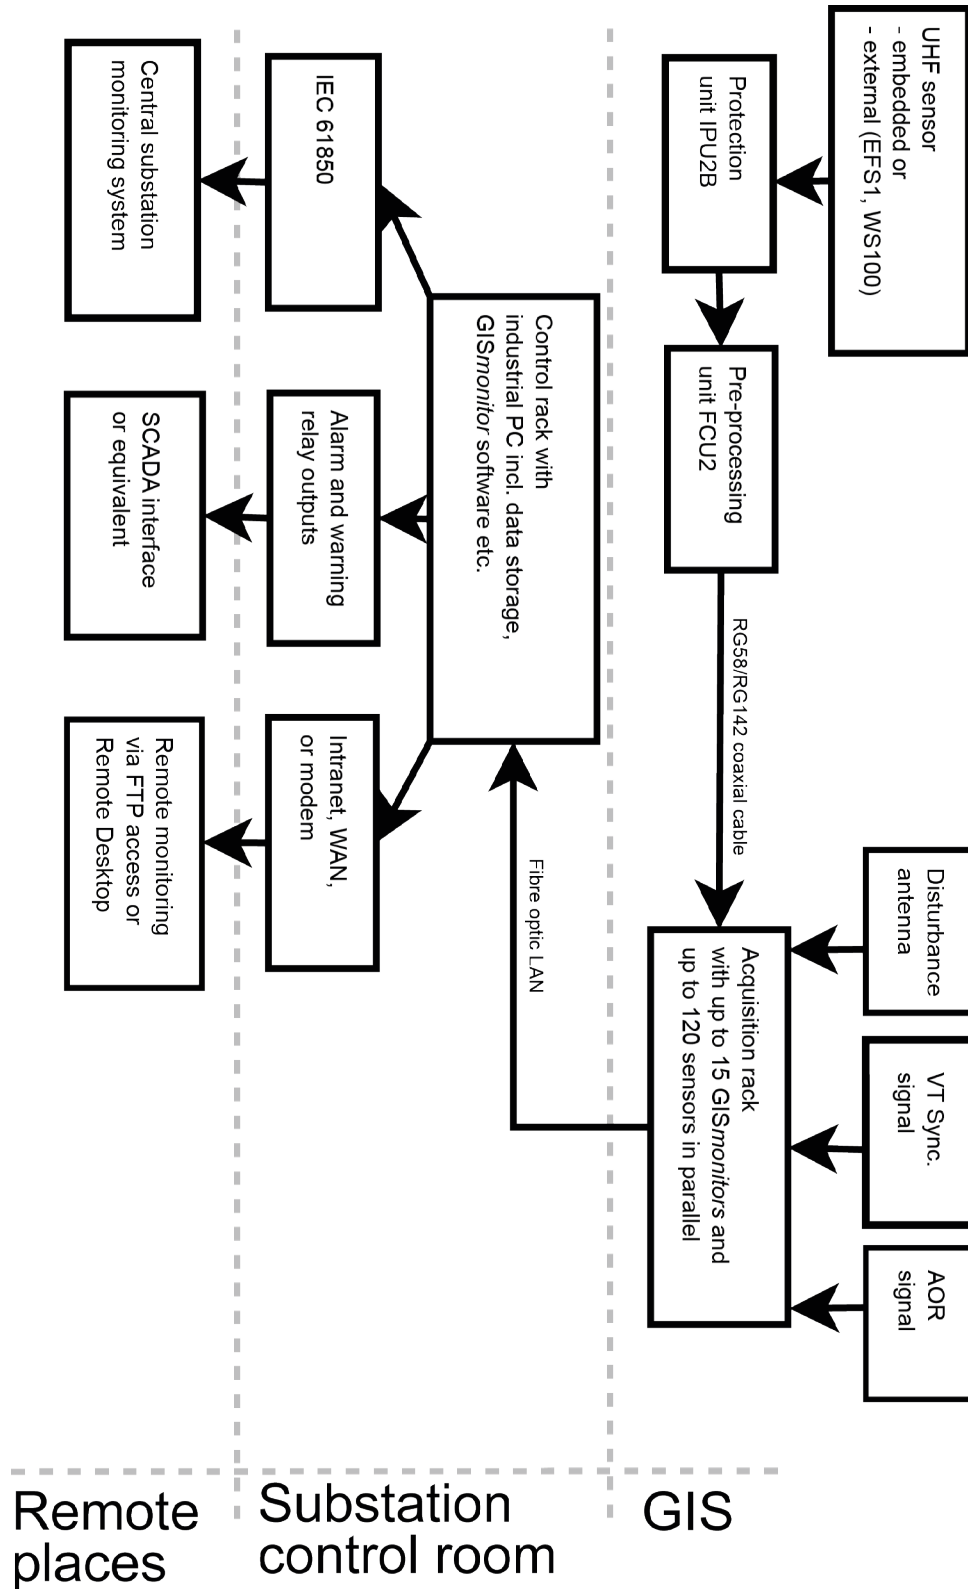 UHF sensor
- embedded or
- external (EFS1, WS100)
Protection
unit IPU2B
Pre-processing
unit FCU2
RG58/RG142 coaxial cable
Disturbance
antenna
VT Sync.
signal
AOR
signal
Acquisition rack
with up to 15 GISmonitors and
up to 120 sensors in parallel
GIS
Fibre optic LAN
Control rack with
industrial PC incl. data storage,
GISmonitor software etc.
IEC 61850
Alarm and warning
relay outputs
Intranet, WAN,
or modem
Substation
control room
Central substation
monitoring system
SCADA interface
or equivalent
Remote monitoring
via FTP access or
Remote Desktop
Remote
places